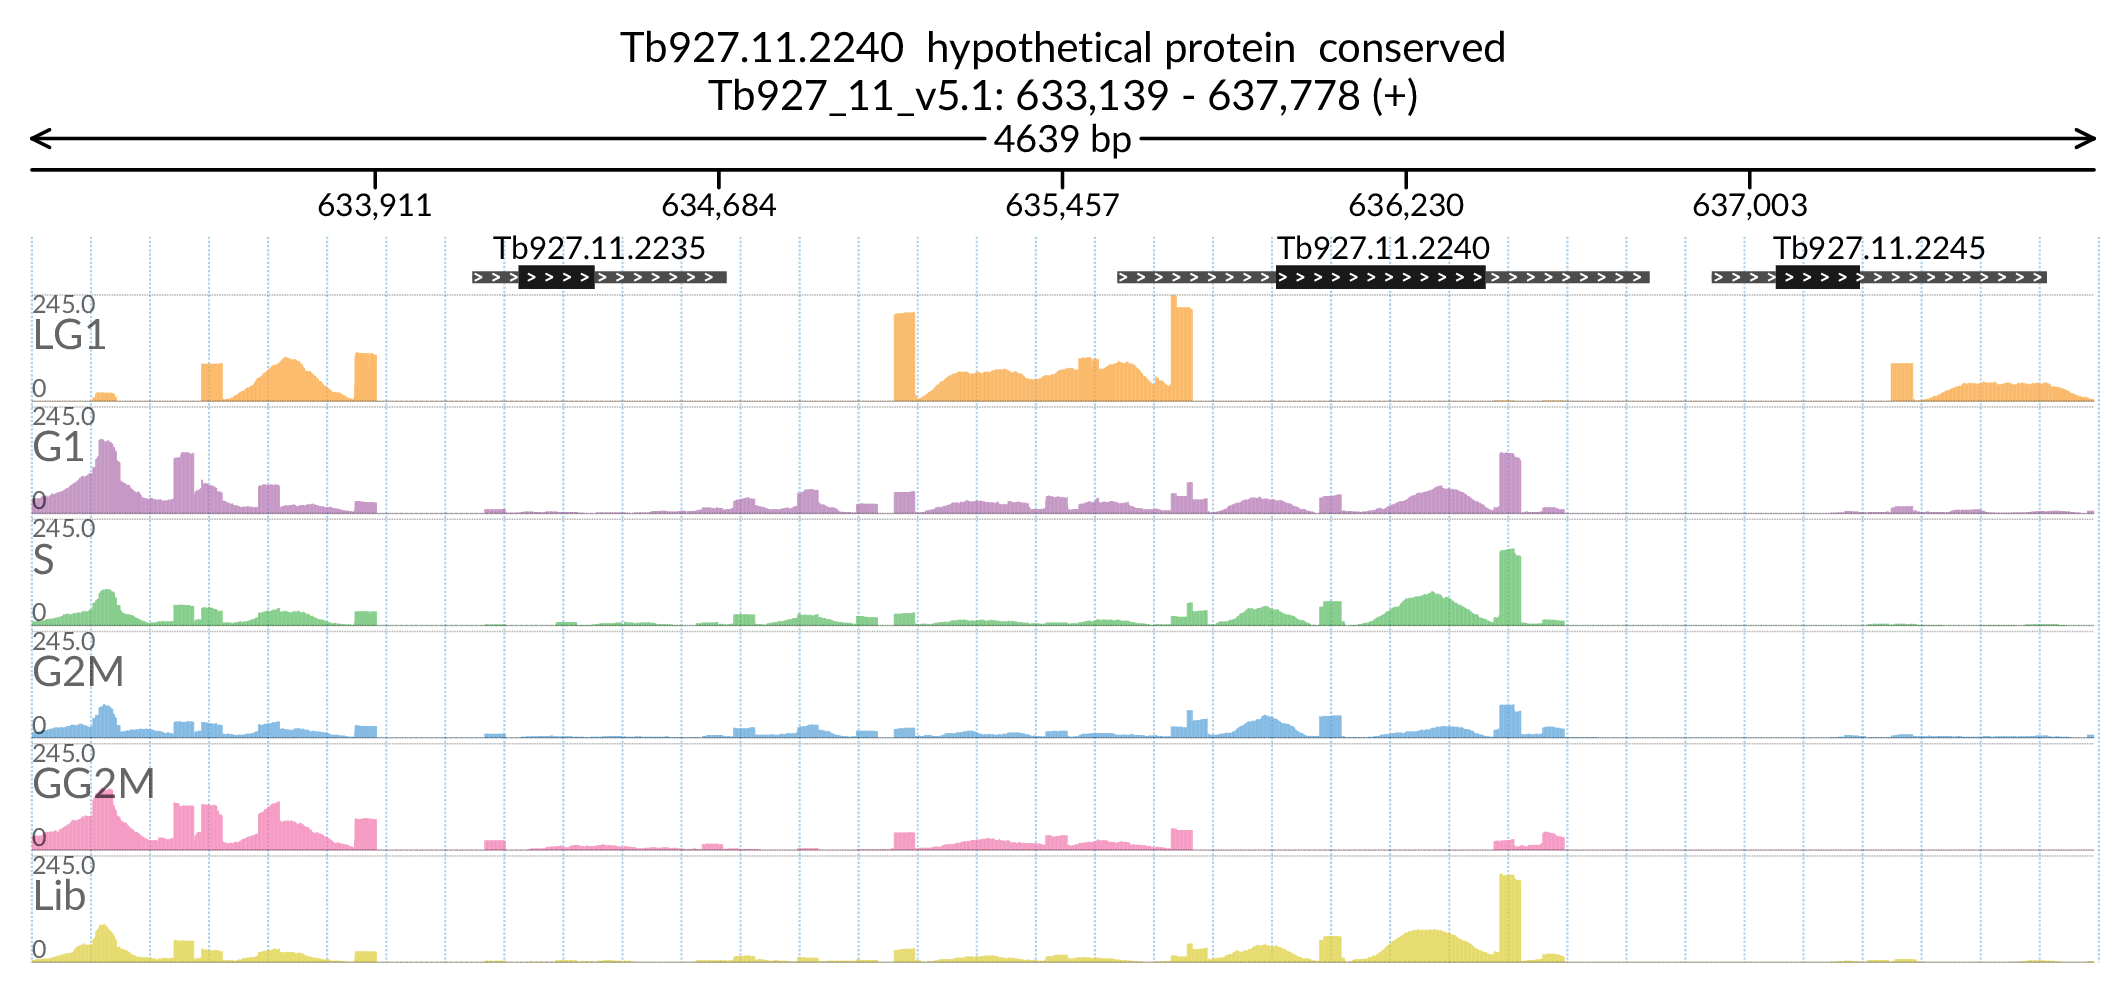 Tb927.11.2240 hypothetical protein conserved
Tb927_11_v5.1: 633,139 - 637,778 (+)
4639 bp
633,911 634,684 635,457 636,230 637,003
Tb927.11.2235 Tb927.11.2240 Tb927.11.2245
245.0
LG1
0
245.0
G1
0
245.0
S
0
245.0
G2M
0
245.0
GG2M
0
245.0
Lib
0